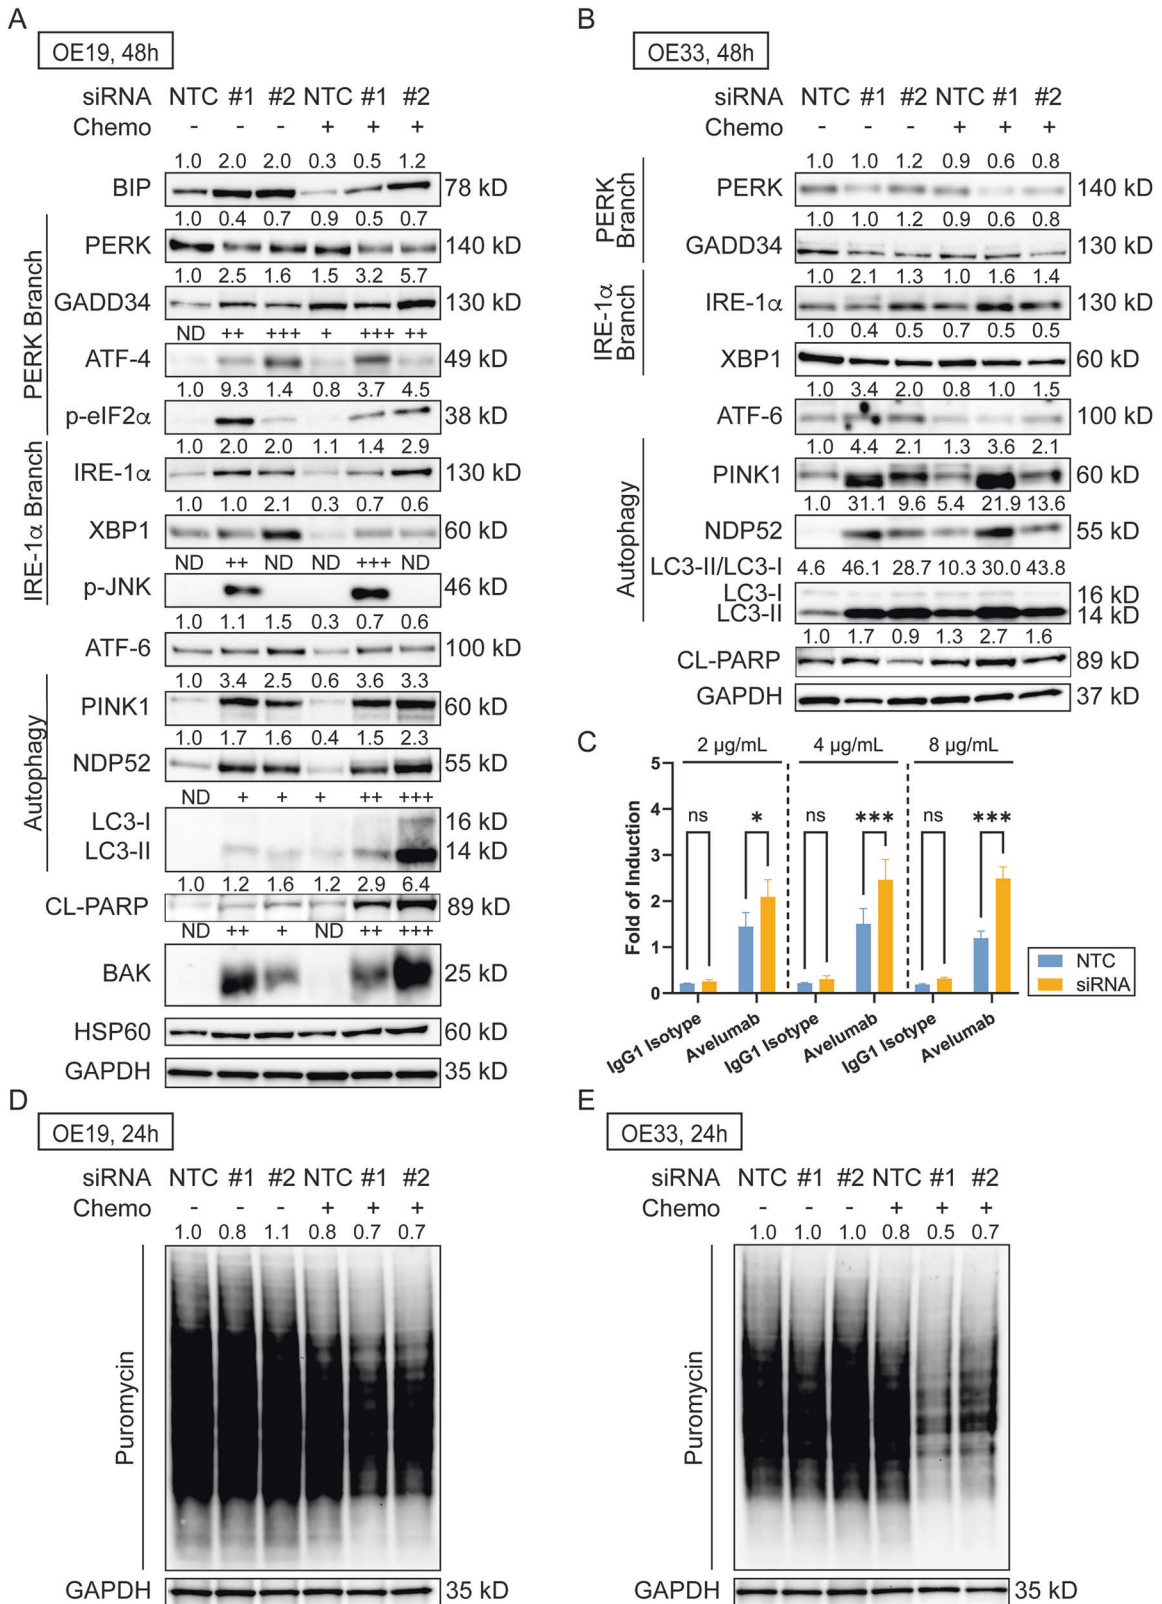 A
OE19, 48h
siRNA NTC #1 #2 NTC #1 #2
Chemo - - - + + +
1.0 2.0 2.0 0.3 0.5 1.2
BIP 78 kD
PERK Branch
1.0 0.4 0.7 0.9 0.5 0.7
PERK 140 kD
1.0 2.5 1.6 1.5 3.2 5.7
GADD34 130 kD
ND ++ +++ + +++ ++
ATF-4 49 kD
1.0 9.3 1.4 0.8 3.7 4.5
p-eIF2α 38 kD
IRE-1α Branch
1.0 2.0 2.0 1.1 1.4 2.9
IRE-1α 130 kD
1.0 1.0 2.1 0.3 0.7 0.6
XBP1 60 kD
ND ++ ND ND +++ ND
p-JNK 46 kD
1.0 1.1 1.5 0.3 0.7 0.6
ATF-6 100 kD
Autophagy
1.0 3.4 2.5 0.6 3.6 3.3
PINK1 60 kD
1.0 1.7 1.6 0.4 1.5 2.3
NDP52 55 kD
ND + + + ++ +++
LC3-I 16 kD
LC3-II 14 kD
1.0 1.2 1.6 1.2 2.9 6.4
CL-PARP 89 kD
ND ++ + ND ++ +++
BAK 25 kD
HSP60 60 kD
GAPDH 35 kD
B
OE33, 48h
siRNA NTC #1 #2 NTC #1 #2
Chemo - - - + + +
PERK
Branch
1.0 1.0 1.2 0.9 0.6 0.8
PERK 140 kD
1.0 1.0 1.2 0.9 0.6 0.8
GADD34 130 kD
IRE-1α
Branch
1.0 2.1 1.3 1.0 1.6 1.4
IRE-1α 130 kD
1.0 0.4 0.5 0.7 0.5 0.5
XBP1 60 kD
1.0 3.4 2.0 0.8 1.0 1.5
ATF-6 100 kD
Autophagy
1.0 4.4 2.1 1.3 3.6 2.1
PINK1 60 kD
1.0 31.1 9.6 5.4 21.9 13.6
NDP52 55 kD
LC3-II/LC3-I 4.6 46.1 28.7 10.3 30.0 43.8
LC3-I 16 kD
LC3-II 14 kD
1.0 1.7 0.9 1.3 2.7 1.6
CL-PARP 89 kD
GAPDH 37 kD
C
2 µg/mL 4 µg/mL 8 µg/mL
Fold of Induction
5
4
3
2
1
0
ns * ns *** ns ***
NTC
siRNA
IgG1 Isotype Avelumab IgG1 Isotype Avelumab IgG1 Isotype Avelumab
D
OE19, 24h
siRNA NTC #1 #2 NTC #1 #2
Chemo - - - + + +
1.0 0.8 1.1 0.8 0.7 0.7
Puromycin
GAPDH 35 kD
E
OE33, 24h
siRNA NTC #1 #2 NTC #1 #2
Chemo - - - + + +
1.0 1.0 1.0 0.8 0.5 0.7
Puromycin
GAPDH 35 kD